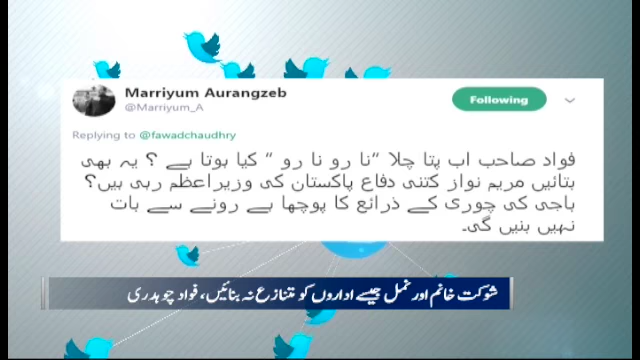 Marriyum Aurangzeb
@Marriyum_A
Following
Replying to @fawadchaudhry
فواد صاحب اب پتا چلا "نا رو نا رو " کیا ہوتا ہے ؟ یہ بھی
بتائیں مریم نواز کتنی دفاع پاکستان کی وزیراعظم رہی ہیں؟
باجی کی چوری کے ذرائع کا پوچھا ہے رونے سے بات
نہیں بنیں گی۔
شوکت خانم اور نمل جیسے اداروں کو متنازع نہ بنائیں، فواد چوہدری